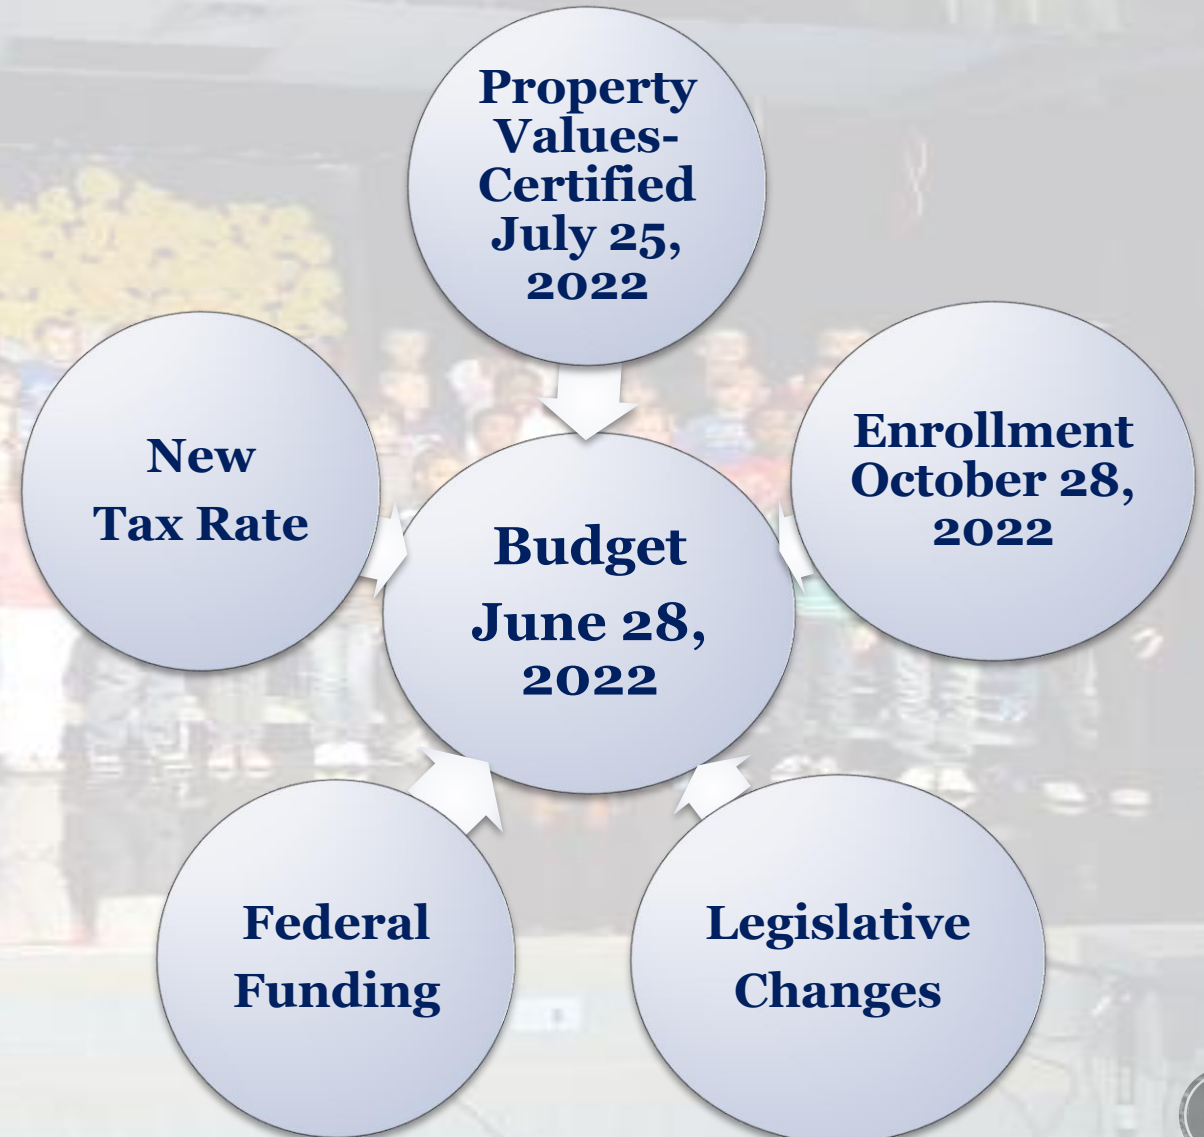 Property
Values-
Certified
July 25,
2022
New
Tax Rate
Enrollment
October 28,
2022
Budget
June 28,
2022
Federal
Funding
Legislative
Changes